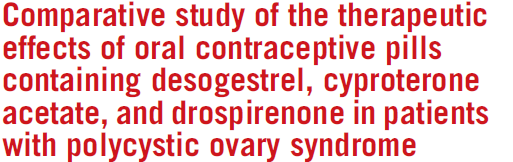 Comparative study of the therapeutic
effects of oral contraceptive pills
containing desogestrel, cyproterone
acetate, and drospirenone in patients
with polycystic ovary syndrome